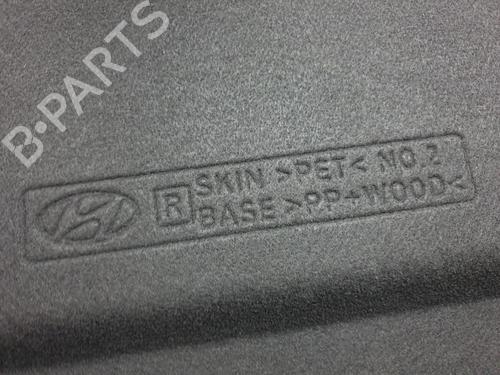 B-PARTS
R
SKIN >PET< NO.2
BASE >PP+WOOD<